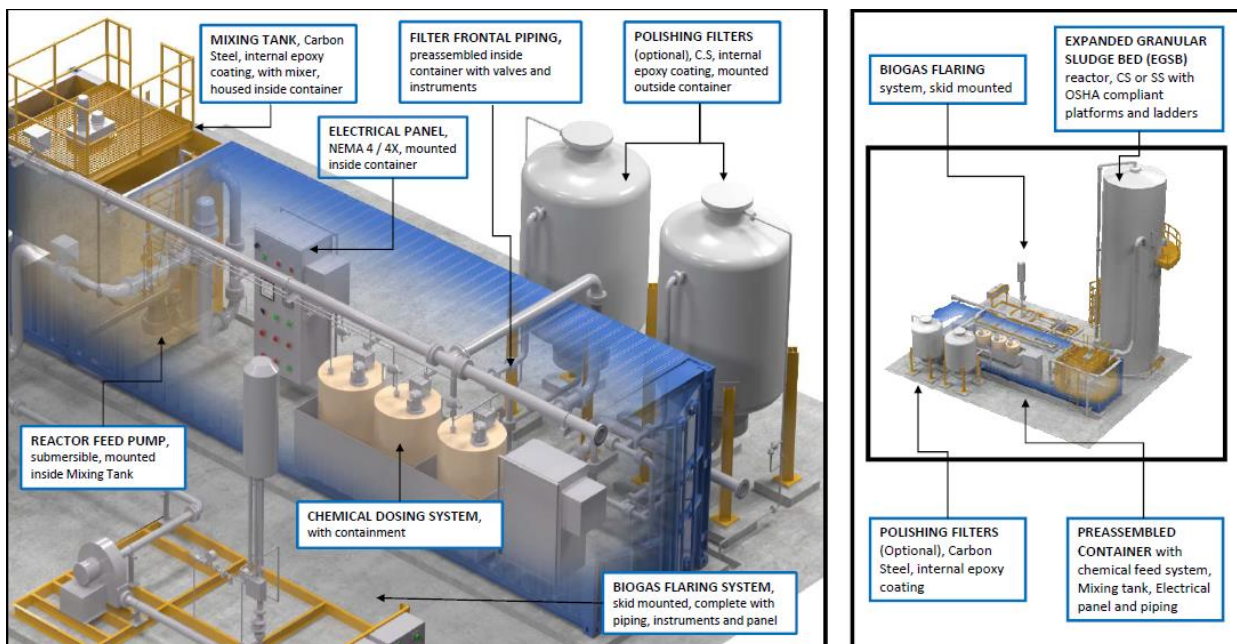 MIXING TANK, Carbon
Steel, internal epoxy
coating, with mixer,
housed inside container
FILTER FRONTAL PIPING,
preassembled inside
container with valves and
instruments
POLISHING FILTERS
(optional), C.S, internal
epoxy coating, mounted
outside container
ELECTRICAL PANEL,
NEMA 4 / 4X, mounted
inside container
REACTOR FEED PUMP,
submersible, mounted
inside Mixing Tank
CHEMICAL DOSING SYSTEM,
with containment
BIOGAS FLARING SYSTEM,
skid mounted, complete with
piping, instruments and panel
BIOGAS FLARING
system, skid mounted
EXPANDED GRANULAR
SLUDGE BED (EGSB)
reactor, CS or SS with
OSHA compliant
platforms and ladders
POLISHING FILTERS
(Optional), Carbon
Steel, internal epoxy
coating
PREASSEMBLED
CONTAINER with
chemical feed system,
Mixing tank, Electrical
panel and piping